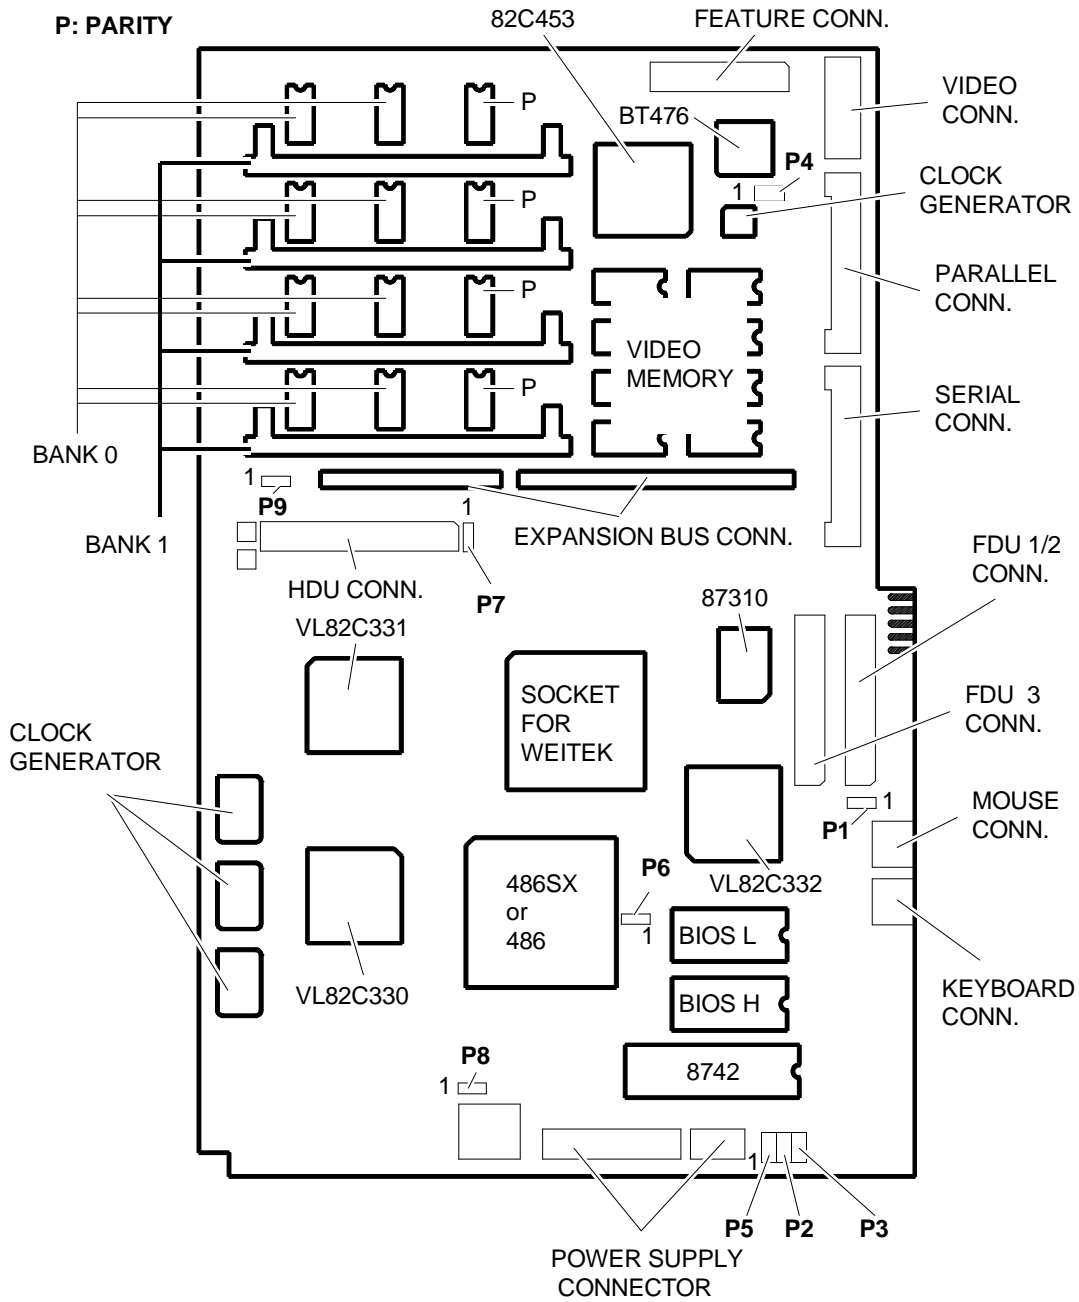 P: PARITY
82C453
FEATURE CONN.
VIDEO
CONN.
P
BT476
P4
1
CLOCK
GENERATOR
P
P
PARALLEL
CONN.
VIDEO
MEMORY
P
SERIAL
CONN.
BANK 0
1
P9
1
EXPANSION BUS CONN.
BANK 1
HDU CONN.
P7
FDU 1/2
CONN.
87310
VL82C331
SOCKET
FOR
WEITEK
FDU 3
CONN.
CLOCK
GENERATOR
1
P1
MOUSE
CONN.
P6
1
VL82C332
486SX
or
486
BIOS L
VL82C330
BIOS H
KEYBOARD
CONN.
P8
1
8742
1
P5
P2
P3
POWER SUPPLY
CONNECTOR